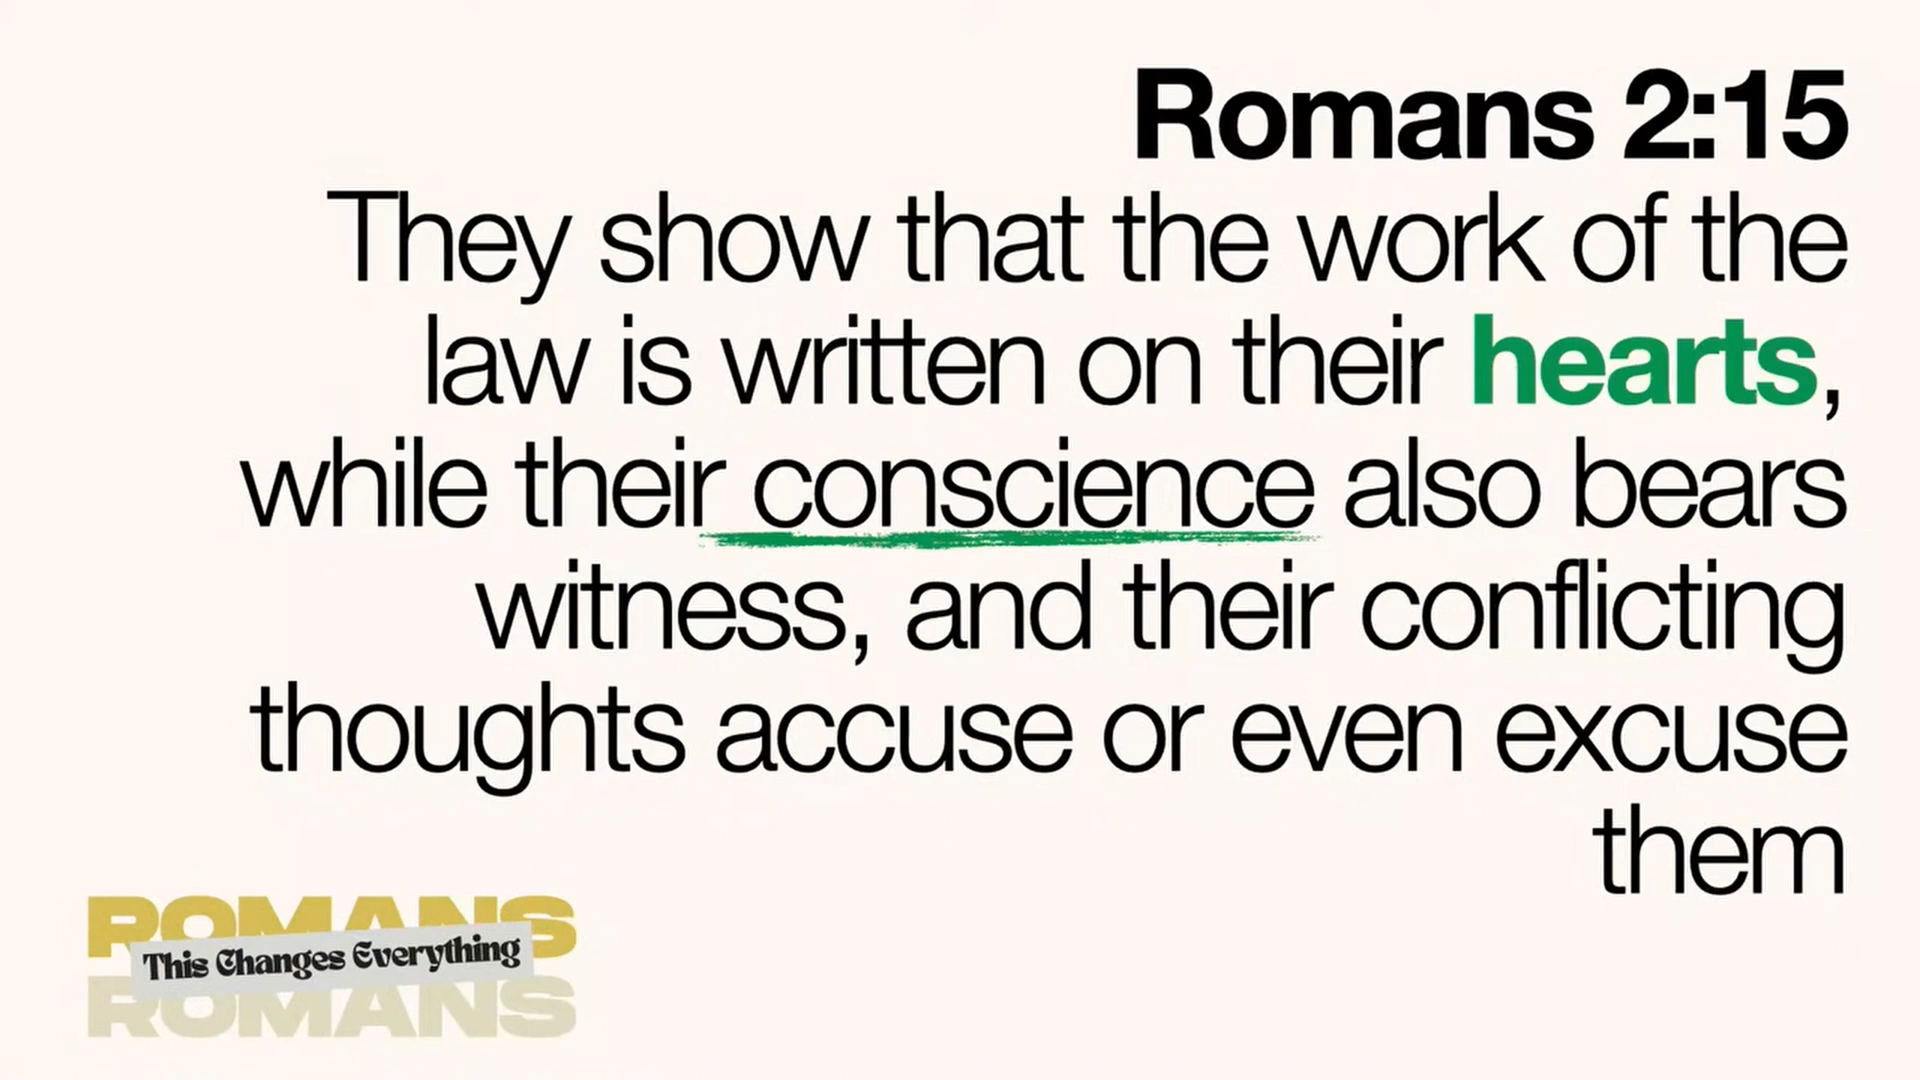 Romans 2:15
They show that the work of the
law is written on their hearts,
while their conscience also bears
witness, and their conflicting
thoughts accuse or even excuse
them
ROMANS
This Changes Everything
ROMANS